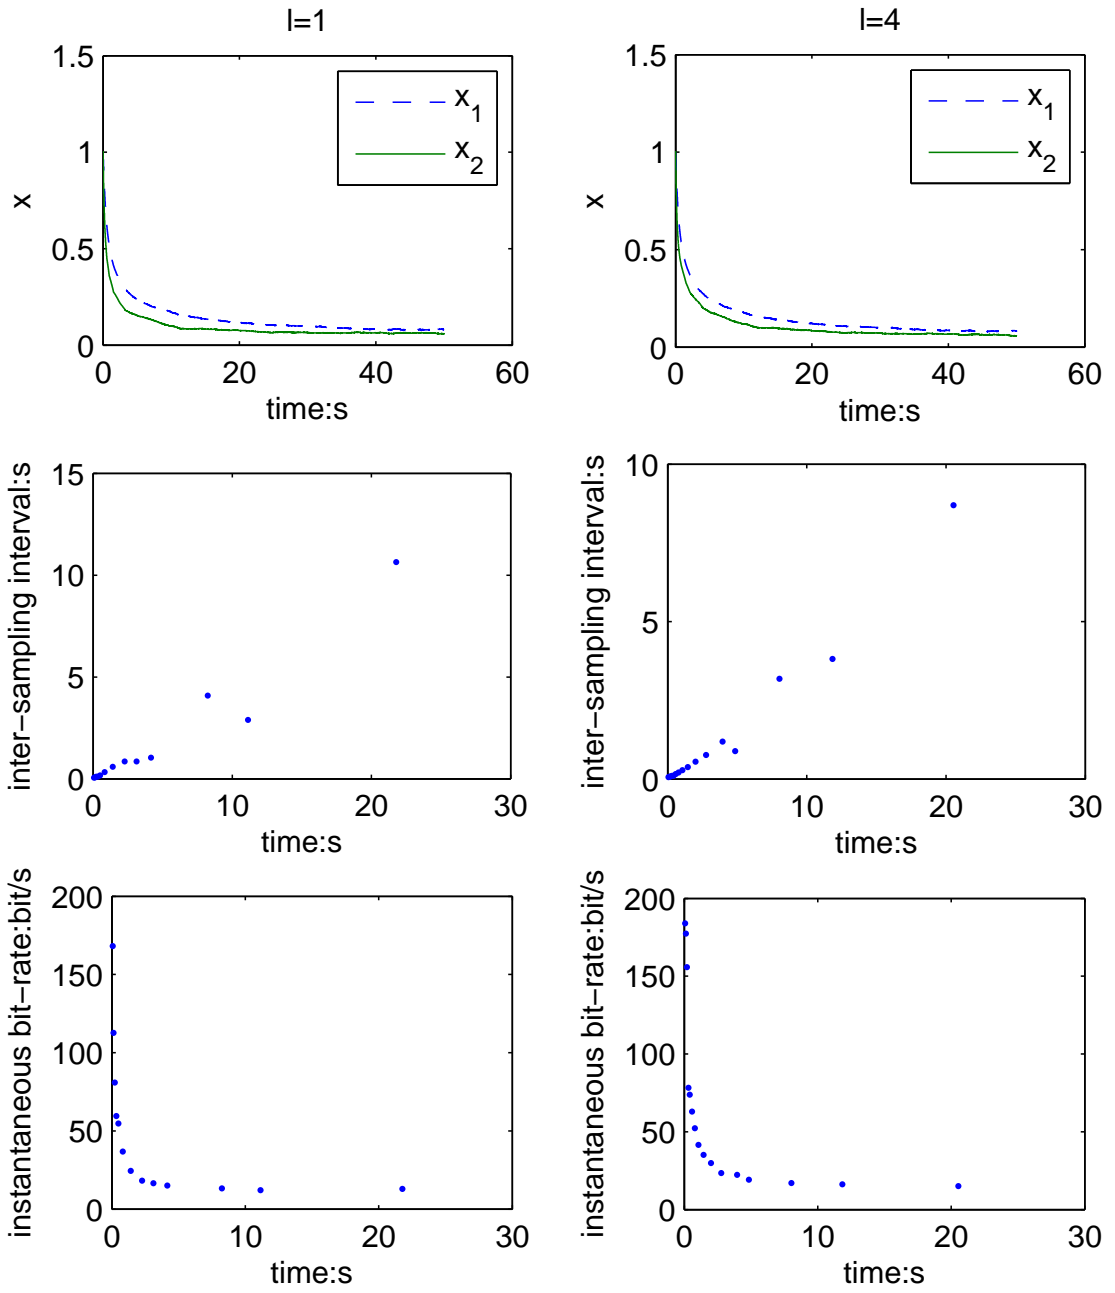 l=1
1.5
1
0.5
0
x
x1
x2
0 20 40 60
time:s
l=4
1.5
1
0.5
0
x
x1
x2
0 20 40 60
time:s
15
10
5
0
inter−sampling interval:s
0 10 20 30
time:s
10
5
0
inter−sampling interval:s
0 10 20 30
time:s
200
150
100
50
0
instantaneous bit−rate:bit/s
0 10 20 30
time:s
200
150
100
50
0
instantaneous bit−rate:bit/s
0 10 20 30
time:s